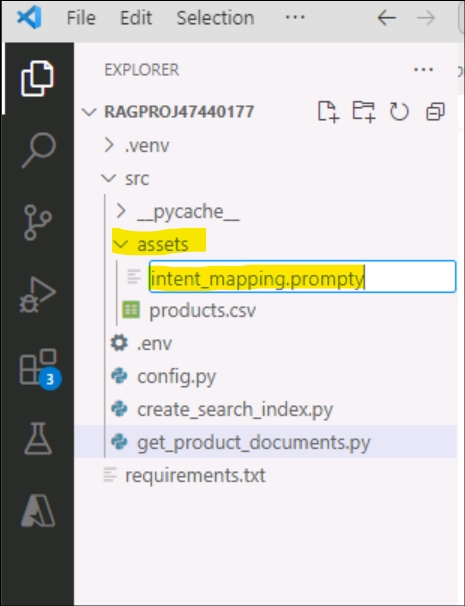 File Edit Selection ...
EXPLORER ...
RAGPROJ47440177
.venv
src
__pycache__
assets
intent_mapping.prompty
products.csv
.env
config.py
3
create_search_index.py
get_product_documents.py
requirements.txt